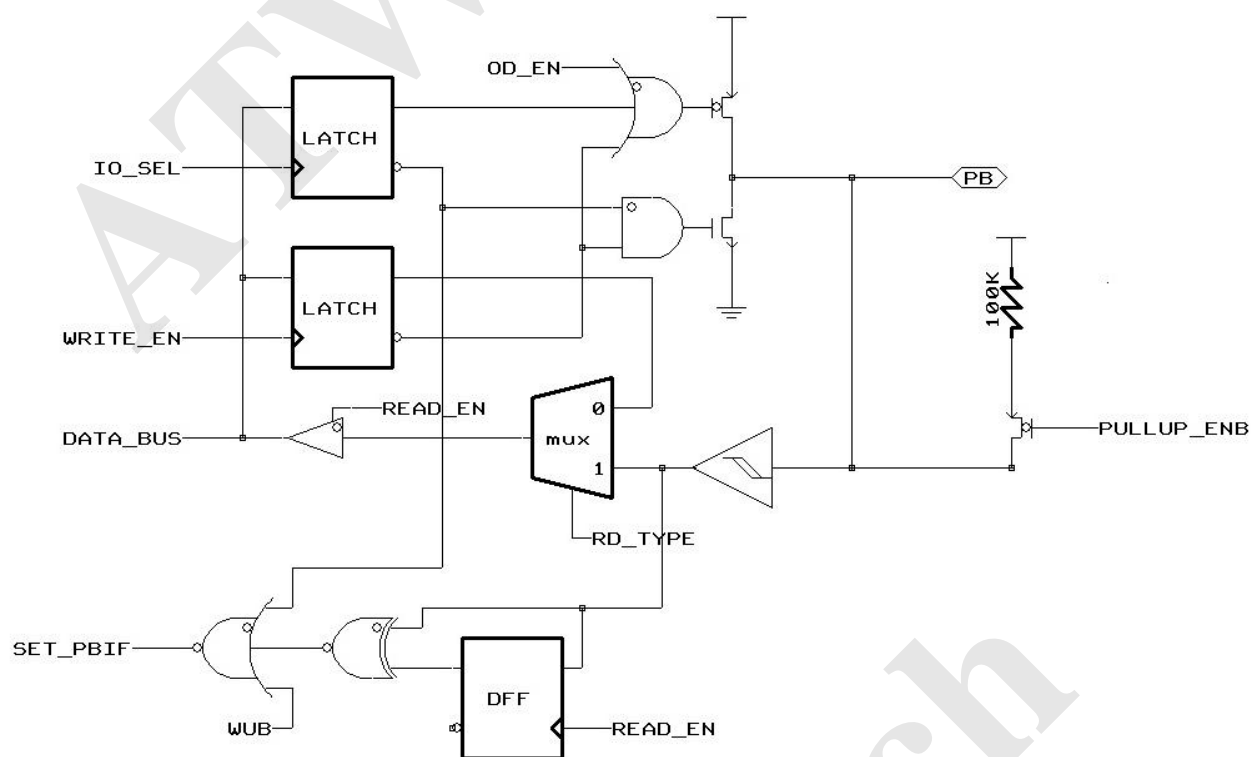 OD_EN
LATCH
IO_SEL
PB
LATCH
100K
WRITE_EN
READ_EN
0
PULLUP_ENB
DATA_BUS
mux
1
RD_TYPE
SET_PBIF
DFF
WUB
READ_EN